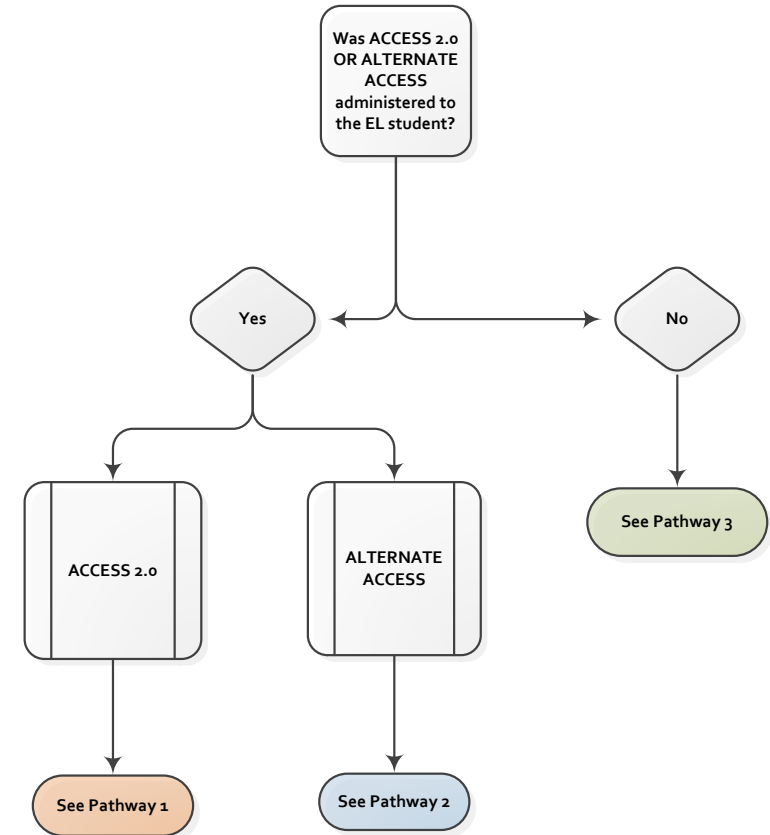 Was ACCESS 2.0
OR ALTERNATE
ACCESS
administered to
the EL student?
Yes
No
ACCESS 2.0
ALTERNATE
ACCESS
See Pathway 3
See Pathway 1
See Pathway 2